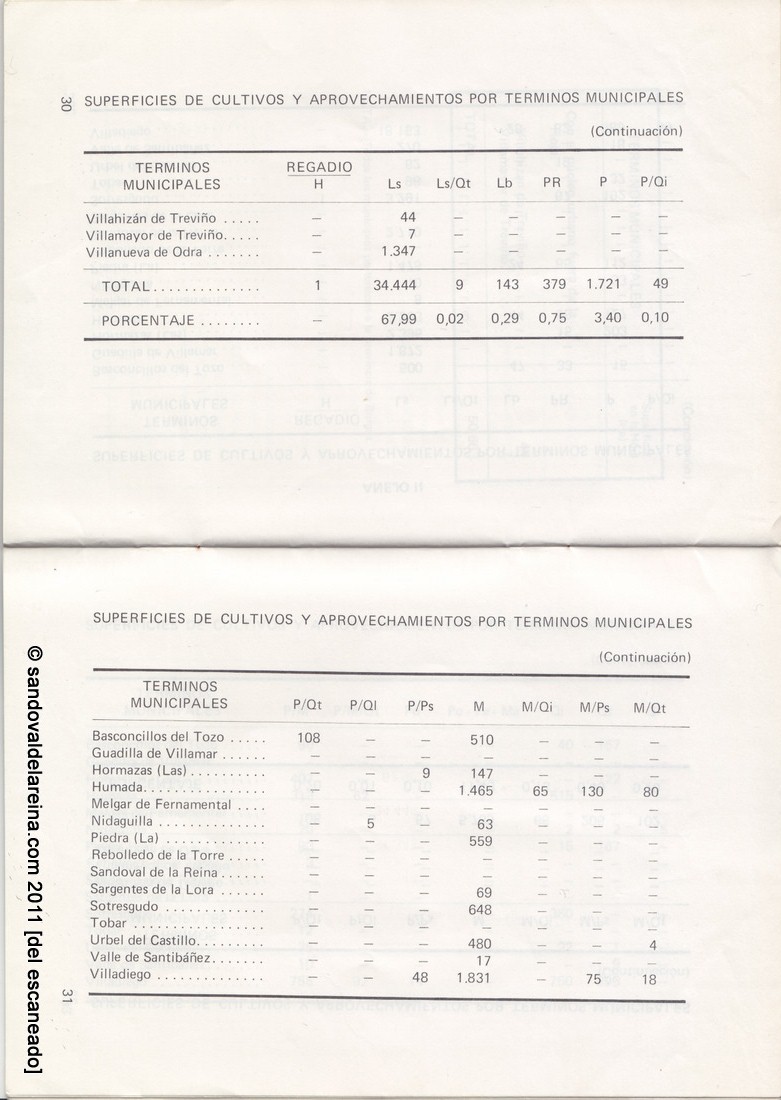 30
SUPERFICIES DE CULTIVOS Y APROVECHAMIENTOS POR TERMINOS MUNICIPALES
(Continuación)
TERMINOS MUNICIPALES REGADIO H Ls Ls/Qt Lb PR P P/Qi
Villahizán de Treviño ..... — 44 — — — — —
Villamayor de Treviño..... — 7 — — — — —
Villanueva de Odra ....... — 1.347 — — — — —
TOTAL.............. 1 34.444 9 143 379 1.721 49
PORCENTAJE ........ — 67,99 0,02 0,29 0,75 3,40 0,10
SUPERFICIES DE CULTIVOS Y APROVECHAMIENTOS POR TERMINOS MUNICIPALES
(Continuación)
TERMINOS MUNICIPALES P/Qt P/Ql P/Ps M M/Qi M/Ps M/Qt
Basconcillos del Tozo ..... 108 — — 510 — — —
Guadilla de Villamar ...... — — — — — — —
Hormazas (Las).......... — — 9 147 — — —
Humada............... — — — 1.465 65 130 80
Melgar de Fernamental .... — — — — — — —
Nidaguilla .............. — 5 — 63 — — —
Piedra (La) ............. — — — 559 — — —
Rebolledo de la Torre ..... — — — — — — —
Sandoval de la Reina ...... — — — — — — —
Sargentes de la Lora ...... — — — 69 — — —
Sotresgudo ............. — — — 648 — — —
Tobar ................. — — — — — — —
Urbel del Castillo......... — — — 480 — — 4
Valle de Santibáñez....... — — — 17 — — —
Villadiego .............. — — 48 1.831 — 75 18
31
© sandovaldelareina.com 2011 [del escaneado]